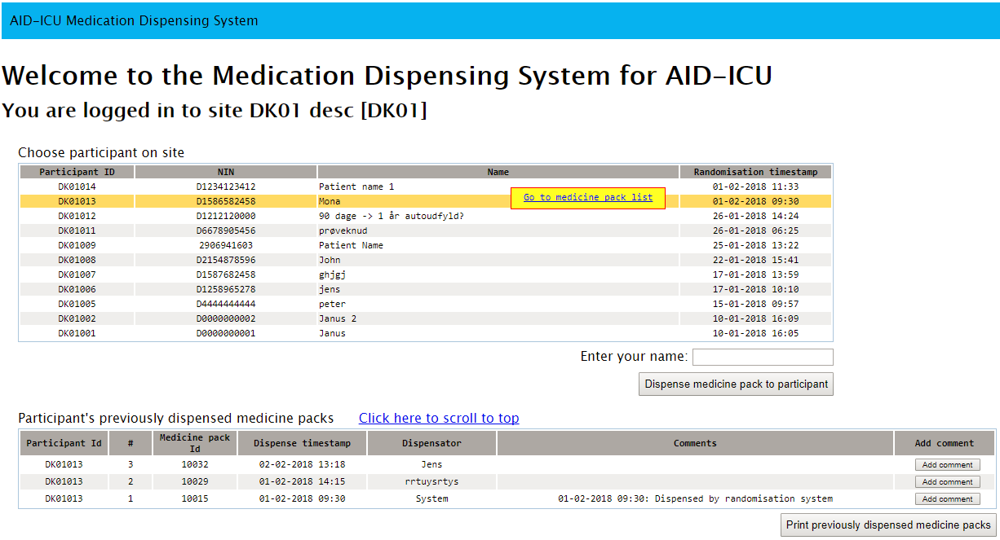 AID-ICU Medication Dispensing System
Welcome to the Medication Dispensing System for AID-ICU
You are logged in to site DK01 desc [DK01]
Choose participant on site
Participant ID NIN Name Randomisation timestamp
DK01014 D1234123412 Patient name 1 01-02-2018 11:33
DK01013 D1586582458 Mona Go to medicine pack list 01-02-2018 09:30
DK01012 D1212120000 90 dage -> 1 år autoudfyld? 26-01-2018 14:24
DK01011 D6678905456 prøveknud 26-01-2018 06:25
DK01009 2906941603 Patient Name 25-01-2018 13:22
DK01008 D2154878596 John 22-01-2018 15:41
DK01007 D1587682458 ghjgj 17-01-2018 13:59
DK01006 D1258965278 jens 17-01-2018 10:10
DK01005 D4444444444 peter 15-01-2018 09:57
DK01002 D0000000002 Janus 2 10-01-2018 16:09
DK01001 D0000000001 Janus 10-01-2018 16:05
Enter your name:
Dispense medicine pack to participant
Participant's previously dispensed medicine packs Click here to scroll to top
Participant Id # Medicine pack Id Dispense timestamp Dispensator Comments Add comment
DK01013 3 10032 02-02-2018 13:18 Jens Add comment
DK01013 2 10029 01-02-2018 14:15 rrtuysrtys Add comment
DK01013 1 10015 01-02-2018 09:30 System 01-02-2018 09:30: Dispensed by randomisation system Add comment
Print previously dispensed medicine packs